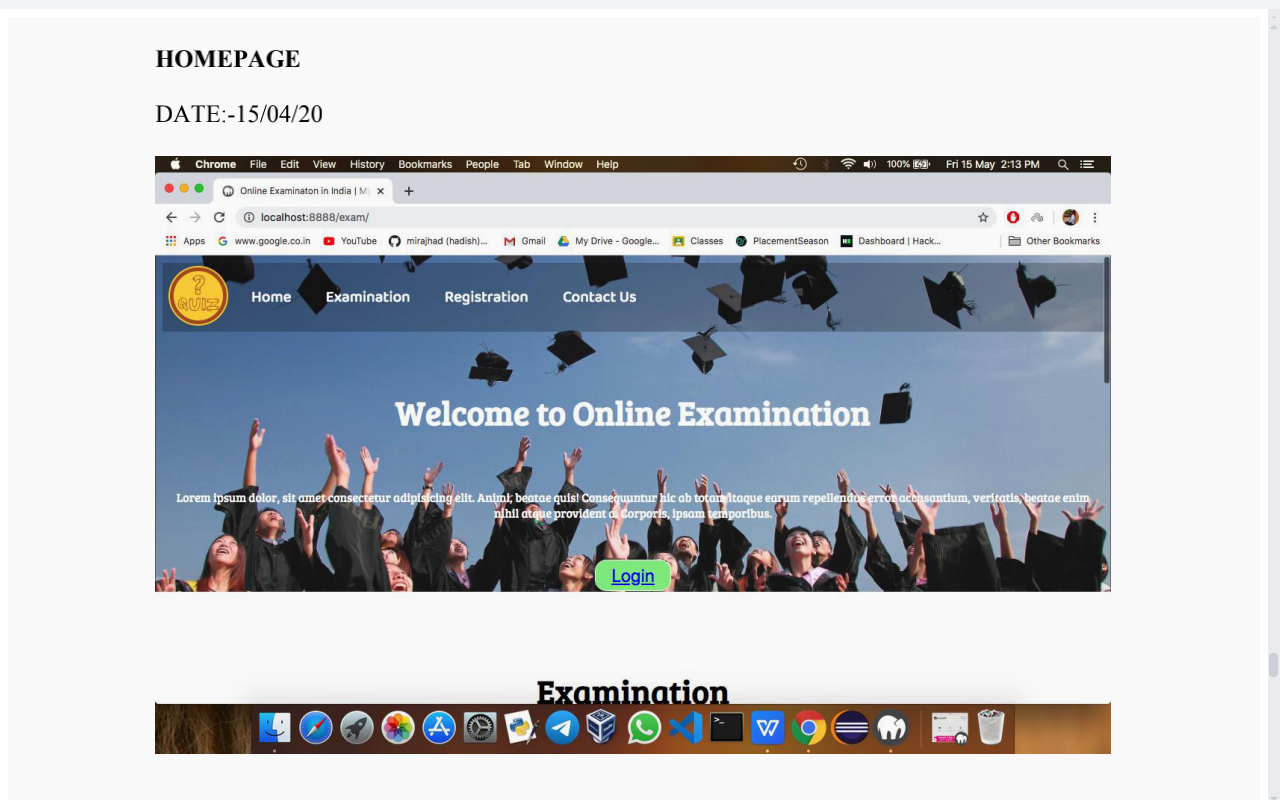 HOMEPAGE
DATE:-15/04/20
Chrome File Edit View History Bookmarks People Tab Window Help 100% Fri 15 May 2:13 PM
Online Examinaton in India | My
localhost:8888/exam/
Apps www.google.co.in YouTube mirajhad (hadish)... Gmail My Drive - Google... Classes PlacementSeason Dashboard | Hack... Other Bookmarks
? QUIZ Home Examination Registration Contact Us
Welcome to Online Examination
Lorem ipsum dolor, sit amet consectetur adipisicing elit. Animi, beatae quis! Consequuntur hic ab totam itaque earum repellendus error accusantium, veritatis, beatae enim
nihil atque provident a. Corporis, ipsam temporibus.
Login
Examination